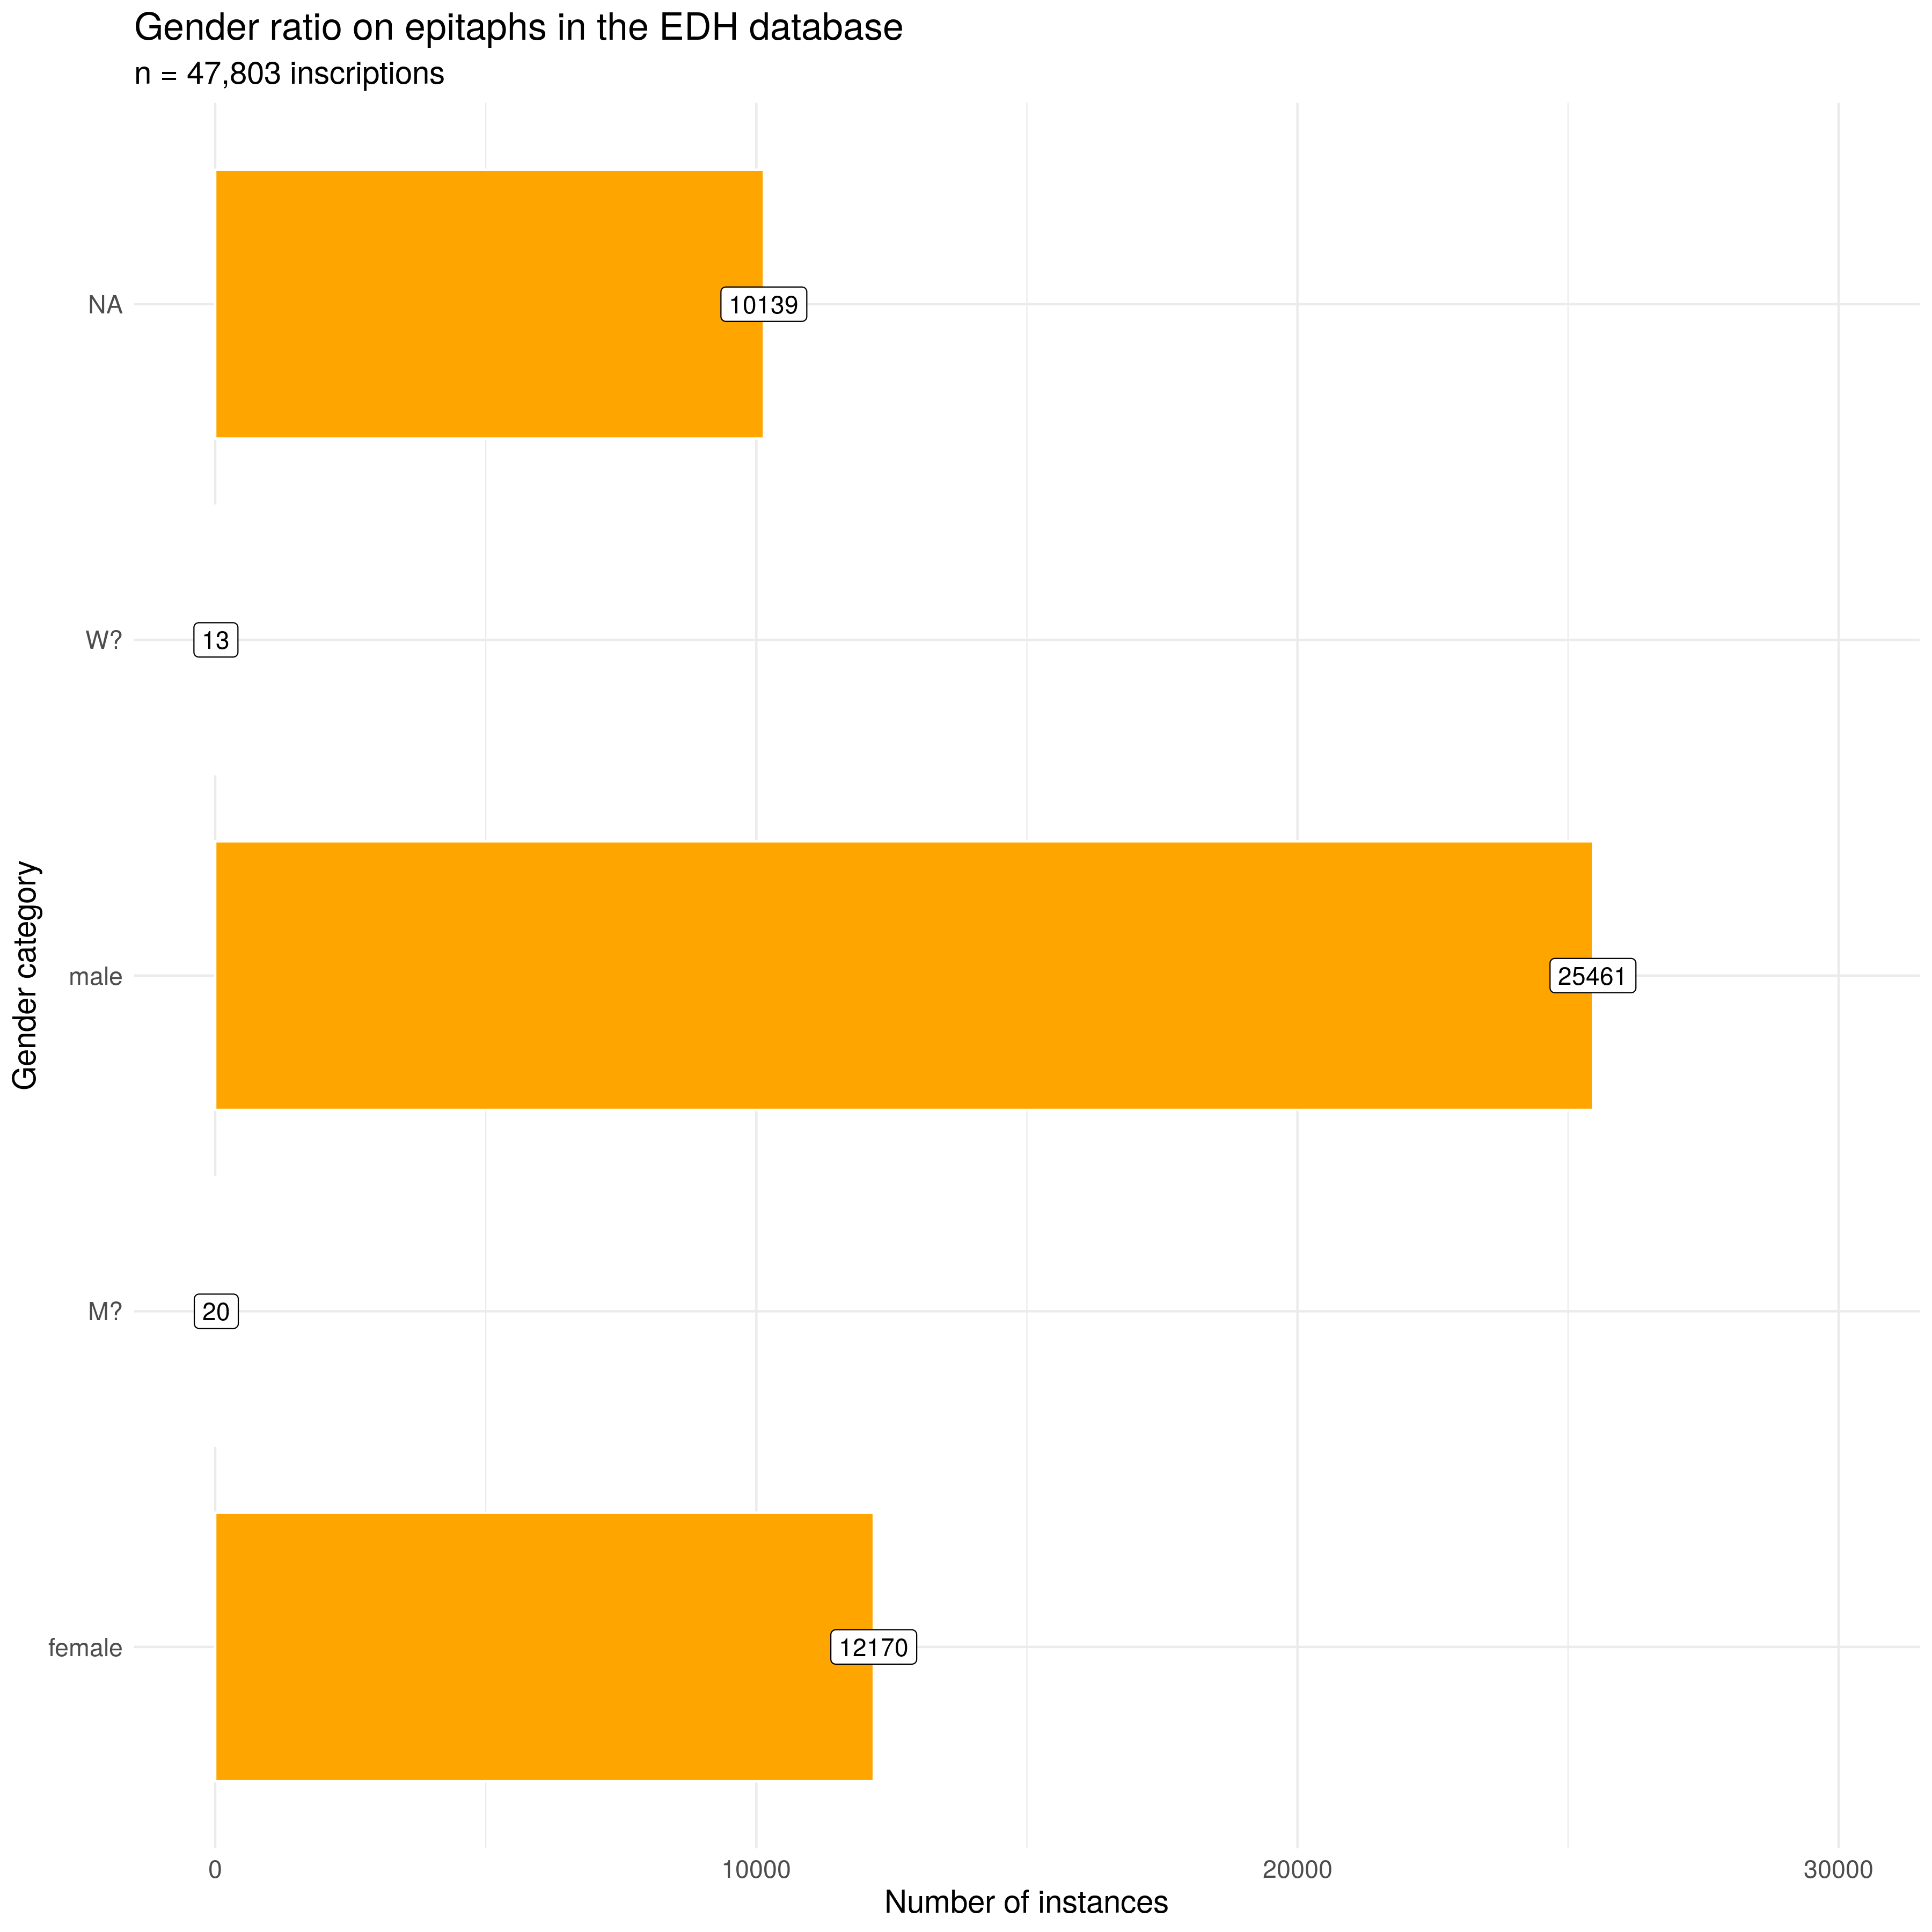 Gender ratio on epitaphs in the EDH database
n = 47,803 inscriptions
Gender category
NA
10139
W?
13
male
25461
M?
20
female
12170
0 10000 20000 30000
Number of instances